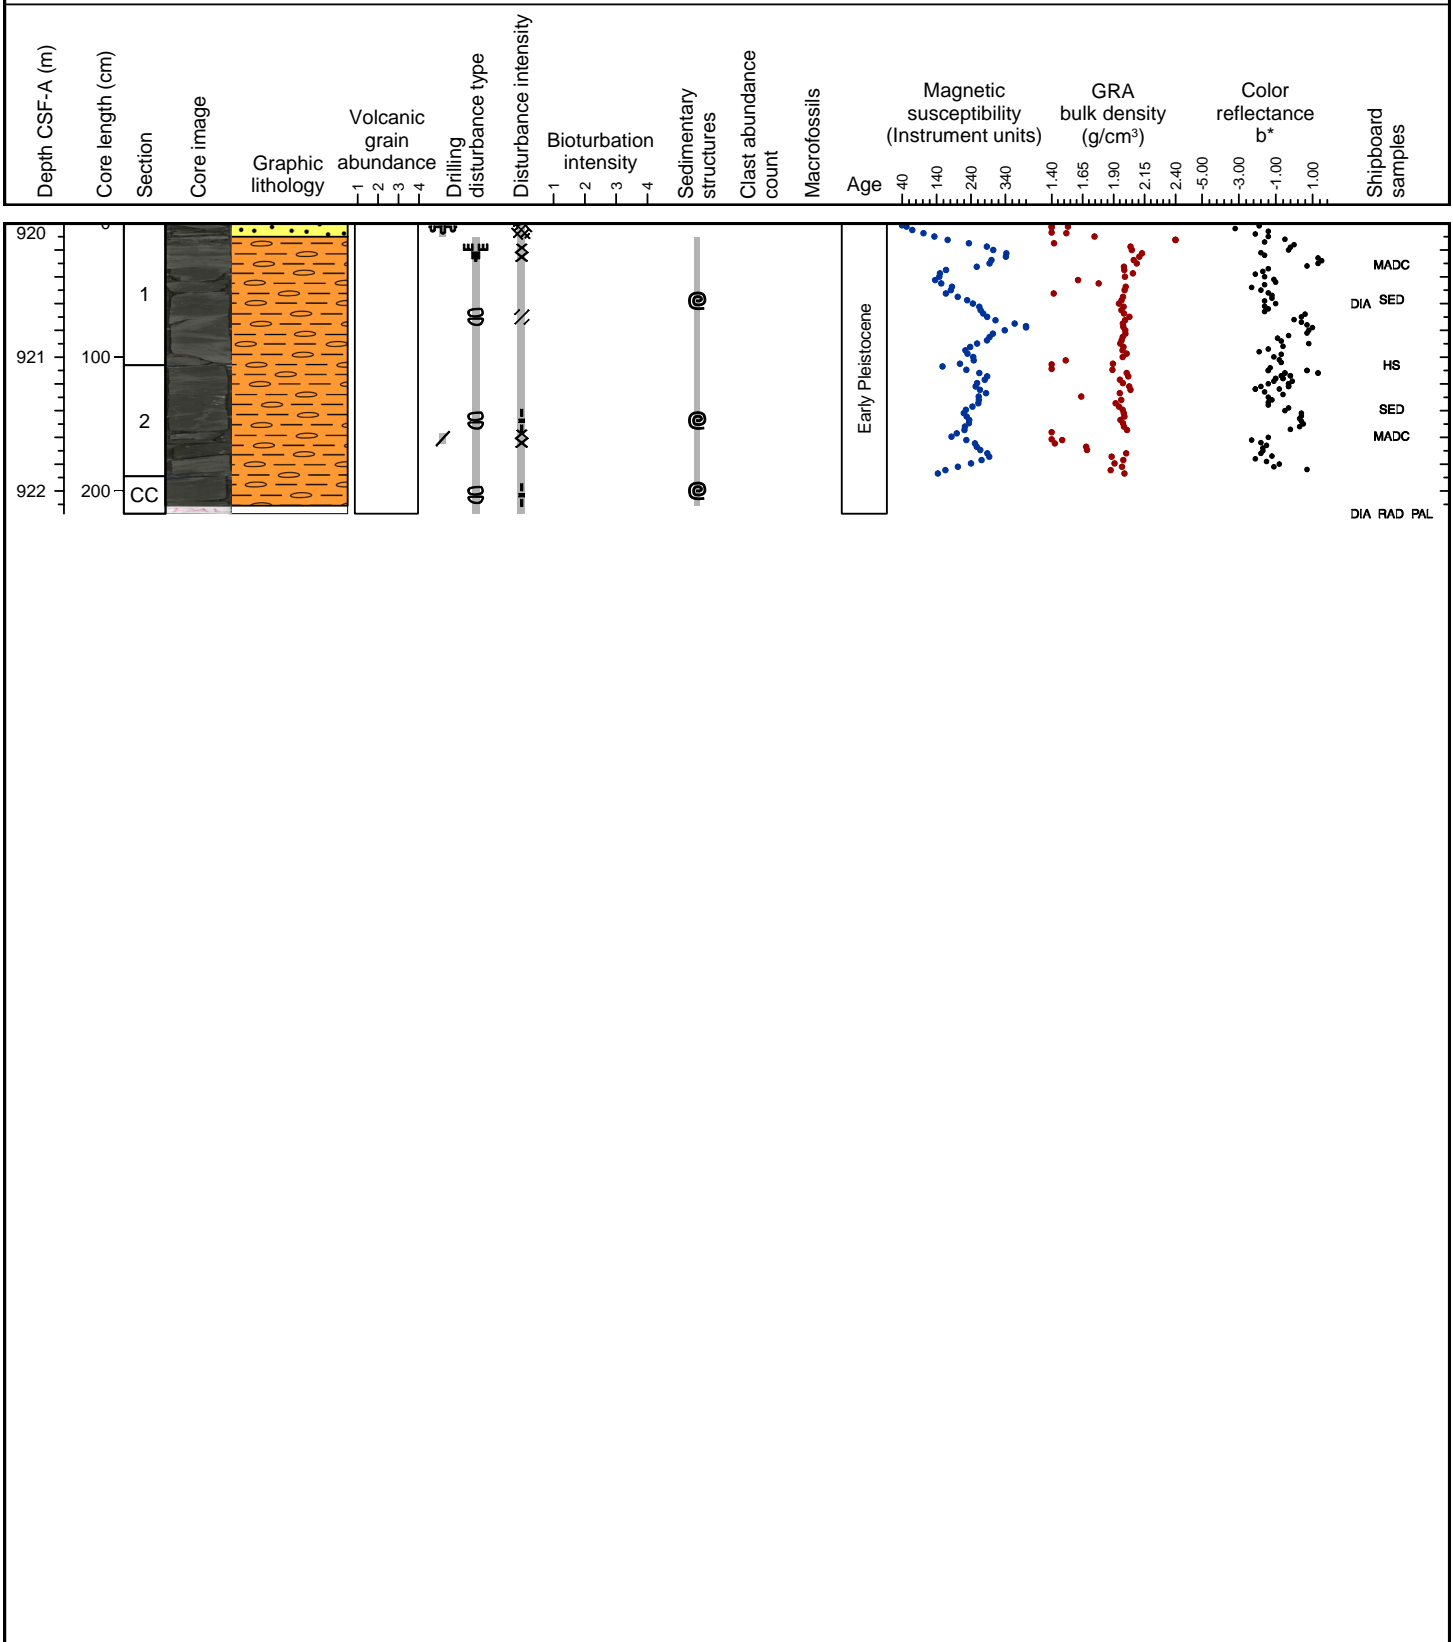 Depth CSF-A (m)
Core length (cm)
Section
Core image
Graphic
lithology
Volcanic
grain
abundance
1 2 3 4
Drilling
disturbance type
Disturbance intensity
Bioturbation
intensity
1 2 3 4
Sedimentary
structures
Clast abundance
count
Macrofossils
Age
Magnetic
susceptibility
(Instrument units)
40 140 240 340
GRA
bulk density
(g/cm³)
1.40 1.65 1.90 2.15 2.40
Color
reflectance
b*
-5.00 -3.00 -1.00 1.00
Shipboard
samples
920
921
922
100
200
1
2
CC
Early Pleistocene
MADC
DIA SED
HS
SED
MADC
DIA RAD PAL